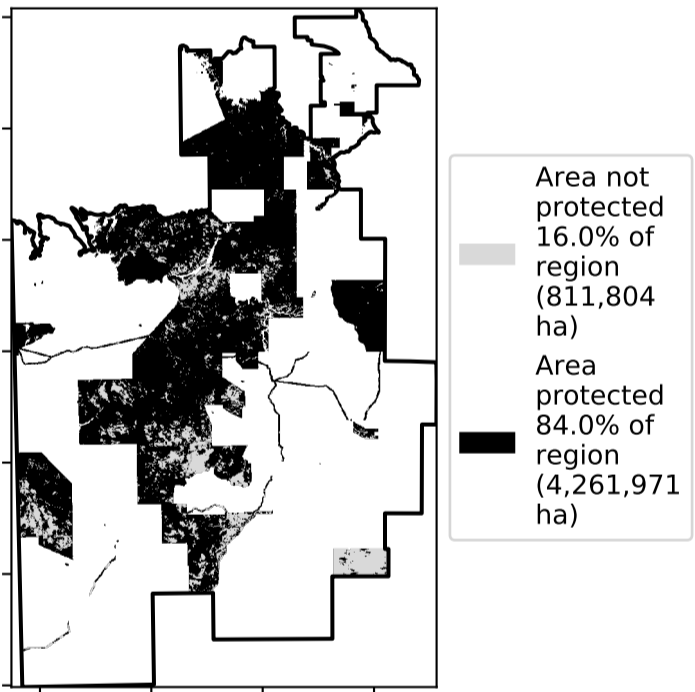 Area not
protected
16.0% of
region
(811,804
ha)
Area
protected
84.0% of
region
(4,261,971
ha)